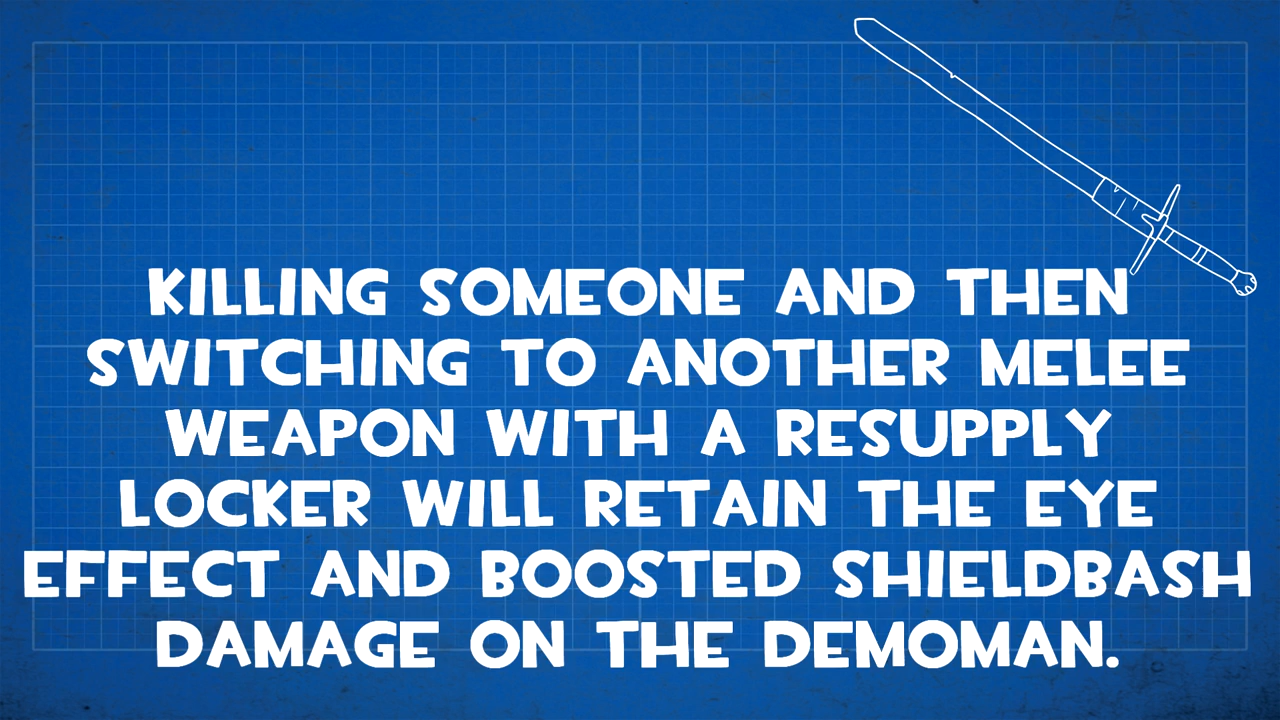 KILLING SOMEONE AND THEN
SWITCHING TO ANOTHER MELEE
WEAPON WITH A RESUPPLY
LOCKER WILL RETAIN THE EYE
EFFECT AND BOOSTED SHIELDBASH
DAMAGE ON THE DEMOMAN.